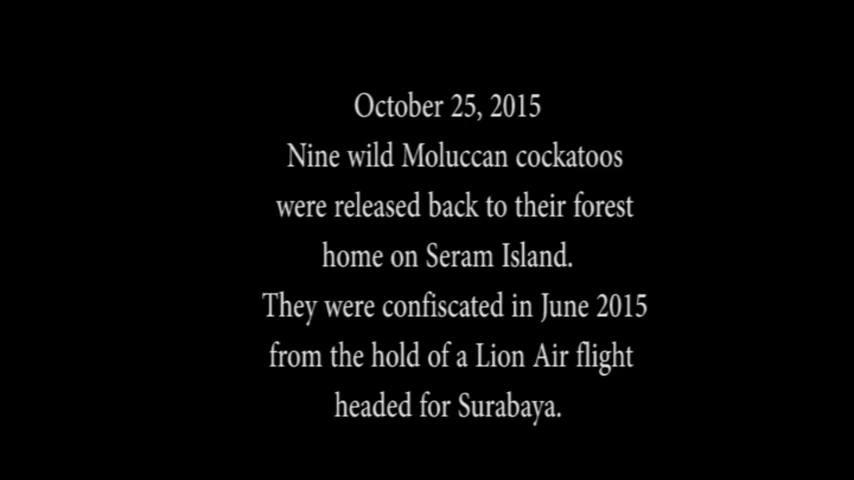 October 25, 2015
Nine wild Moluccan cockatoos
were released back to their forest
home on Seram Island.
They were confiscated in June 2015
from the hold of a Lion Air flight
headed for Surabaya.